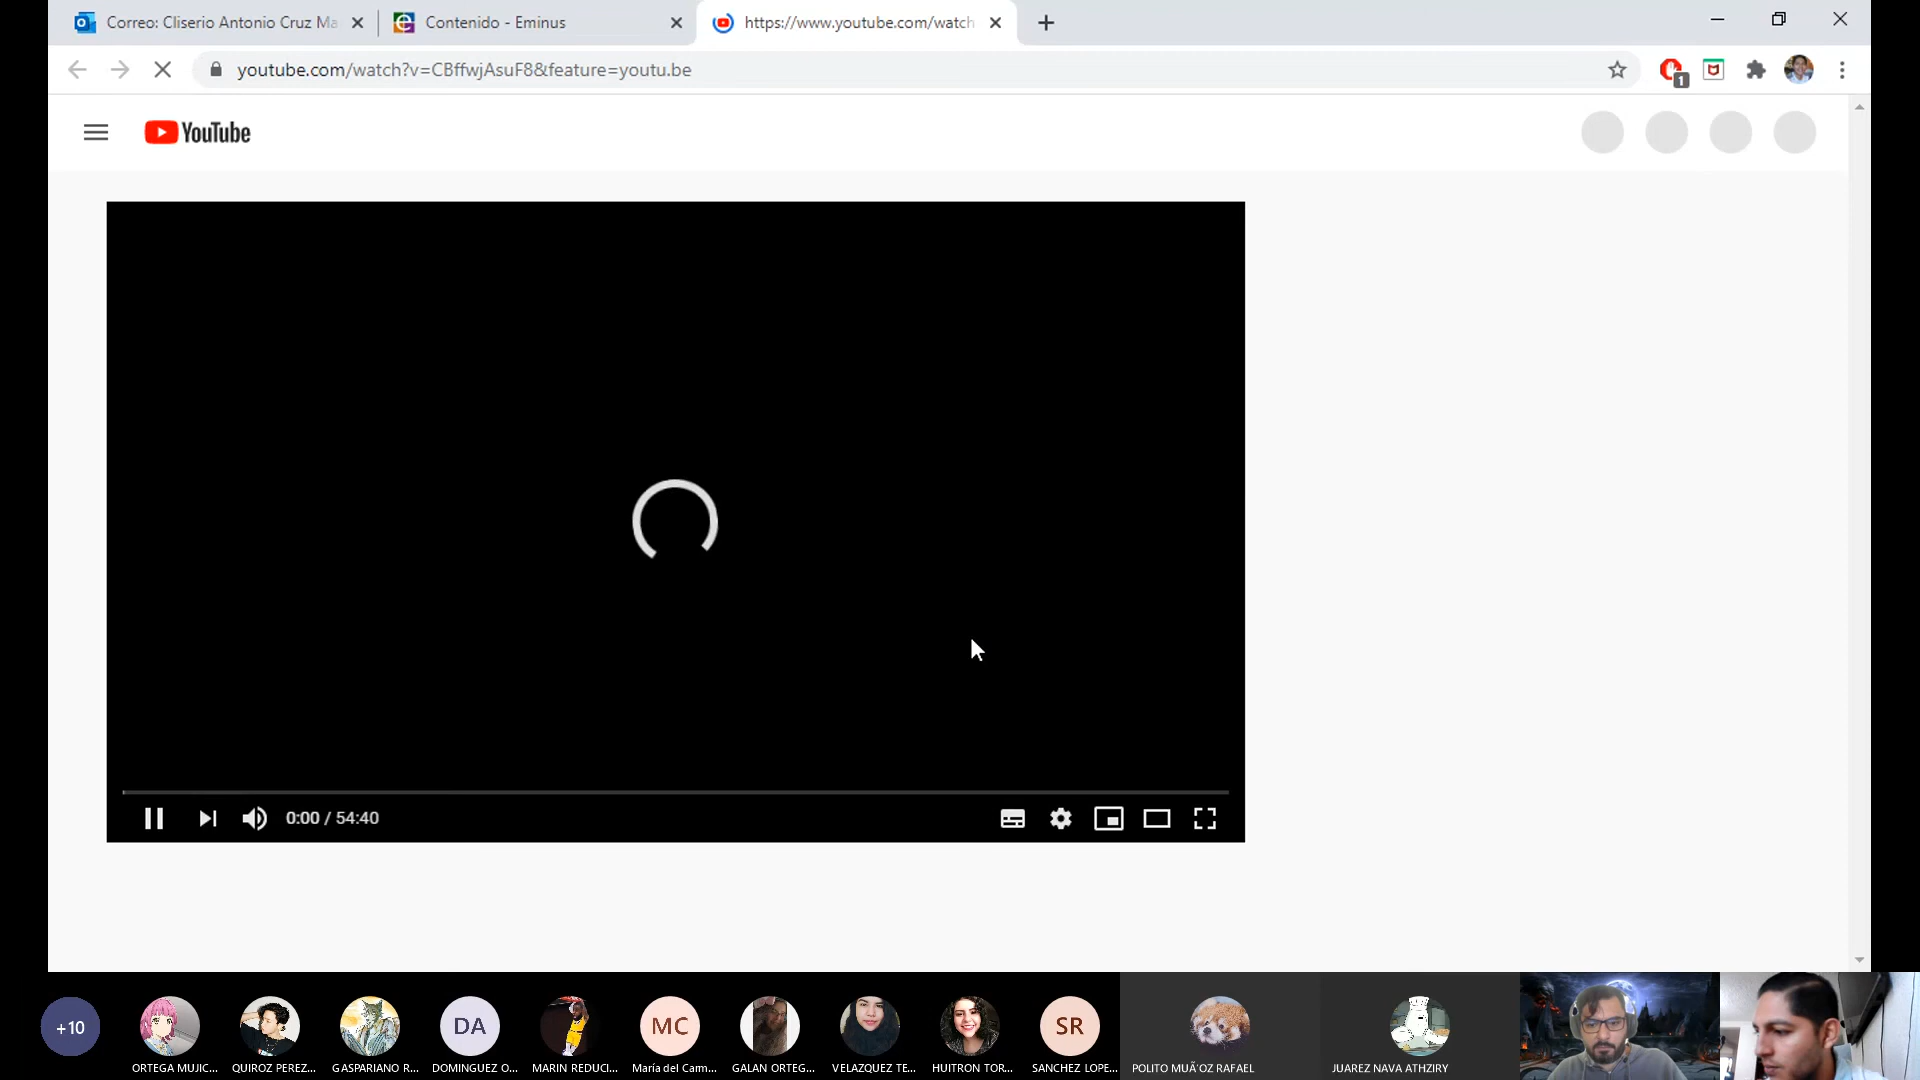 Correo: Cliserio Antonio Cruz Ma
Contenido - Eminus
https://www.youtube.com/watch
youtube.com/watch?v=CBffwjAsuF8&feature=youtu.be
1
YouTube
0:00 / 54:40
+10
DA
MC
SR
ORTEGA MUJIC...
QUIROZ PEREZ...
GASPARIANO R...
DOMINGUEZ O...
MARIN REDUCI...
María del Carm...
GALAN ORTEG...
VELAZQUEZ TE...
HUITRON TOR...
SANCHEZ LOPE...
POLITO MUÃ'OZ RAFAEL
JUAREZ NAVA ATHZIRY